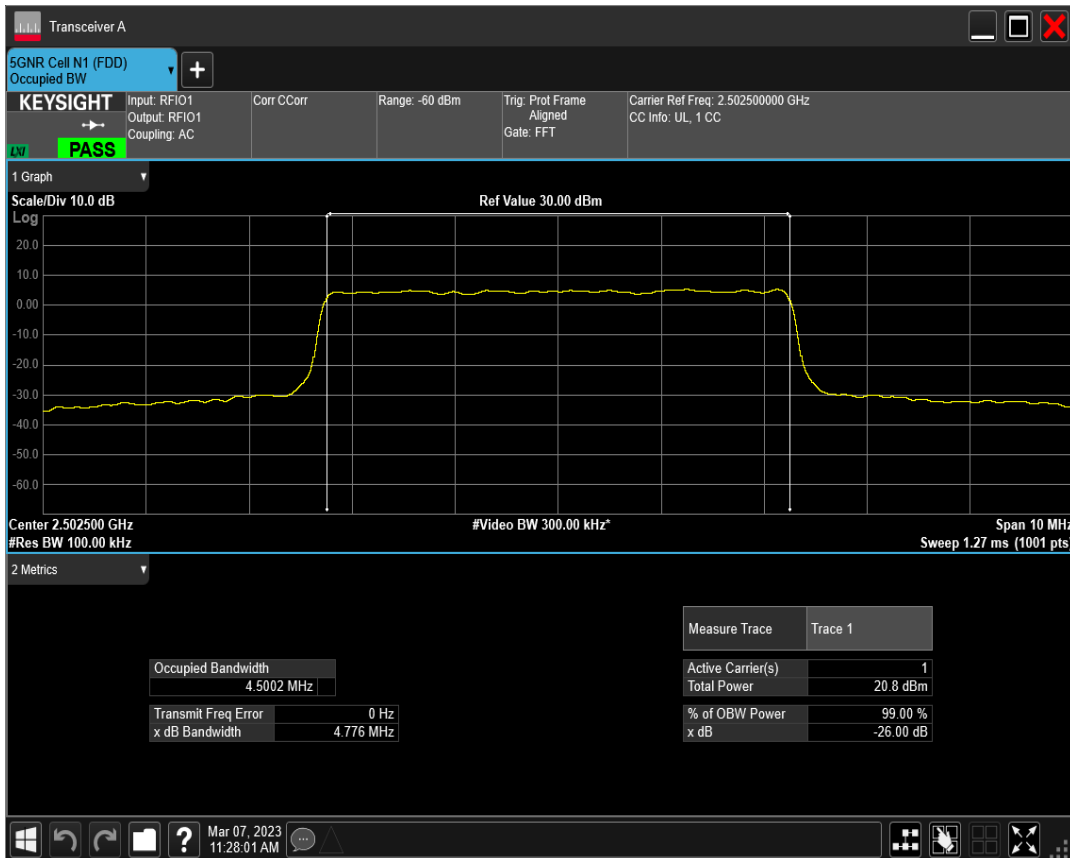 Transceiver A
5GNR Cell N1 (FDD)
Occupied BW
+
KEYSIGHT
LXI
PASS
Input: RFIO1
Output: RFIO1
Coupling: AC
Corr CCorr
Range: -60 dBm
Trig: Prot Frame
Aligned
Gate: FFT
Carrier Ref Freq: 2.502500000 GHz
CC Info: UL, 1 CC
1 Graph
Scale/Div 10.0 dB
Ref Value 30.00 dBm
Log
20.0
10.0
0.00
-10.0
-20.0
-30.0
-40.0
-50.0
-60.0
Center 2.502500 GHz
#Video BW 300.00 kHz*
Span 10 MHz
#Res BW 100.00 kHz
Sweep 1.27 ms (1001 pts)
2 Metrics
Measure Trace Trace 1
Occupied Bandwidth
4.5002 MHz
Active Carrier(s) 1
Total Power 20.8 dBm
Transmit Freq Error 0 Hz
x dB Bandwidth 4.776 MHz
% of OBW Power 99.00 %
x dB -26.00 dB
?
Mar 07, 2023
11:28:01 AM